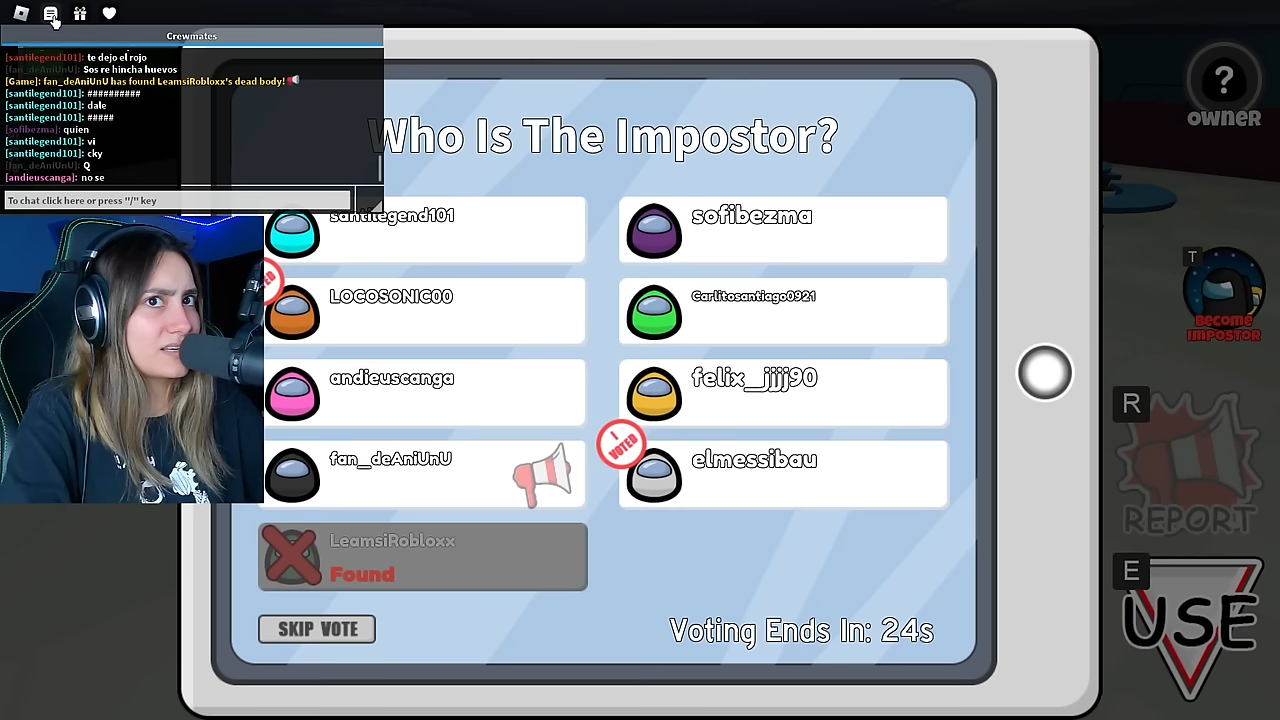 Crewmates
[santilegend101]: te dejo el rojo
[fan_deAniUnU]: Sos re hincha huevos
[Game]: fan_deAniUnU has found LeamsiRobloxx's dead body!
[santilegend101]: ##########
[santilegend101]: dale
[santilegend101]: #####
[sofibezma]: quien
[santilegend101]: vi
[santilegend101]: cky
[fan_deAniUnU]: Q
[andieuscanga]: no se
To chat click here or press "/" key
Who Is The Impostor?
santilegend101
sofibezma
LOCOSONIC00
Carlitosantiago0921
andieuscanga
felix_jjjj90
fan_deAniUnU
I VOTED
elmessibau
LeamsiRobloxx
Found
SKIP VOTE
Voting Ends In: 24s
?
OWNER
T
BECOME
IMPOSTOR
R
REPORT
E
USE